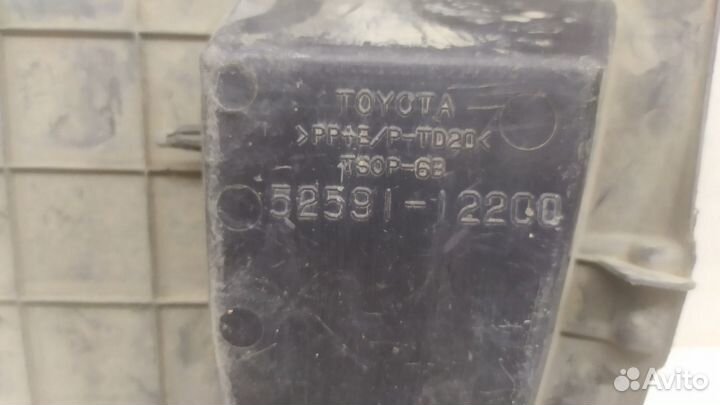 TOYOTA
>PP+E/P-TD20<
TSOP-6B
52591-12200
Avito